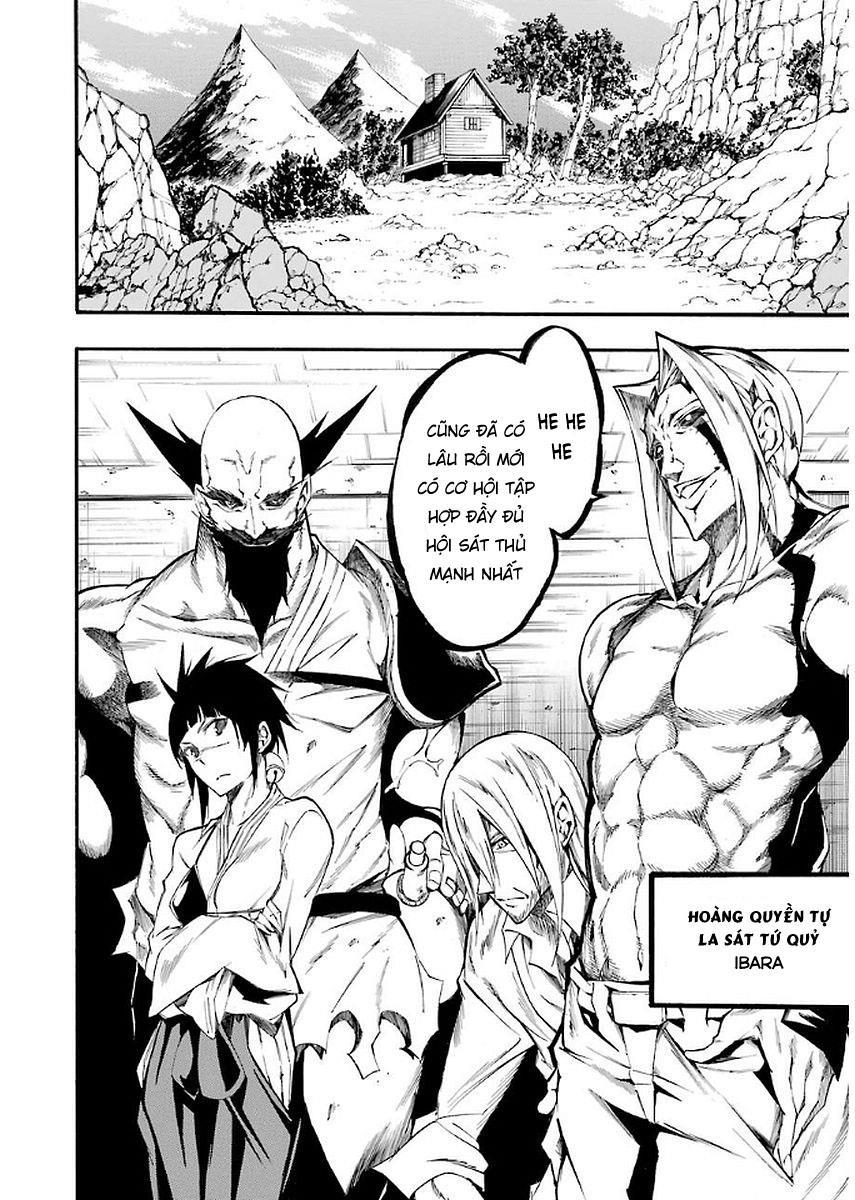 HE HE
HE
CŨNG ĐÃ CÓ
LÂU RỒI MỚI
CÓ CƠ HỘI TẬP
HỢP ĐẦY ĐỦ
HỘI SÁT THỦ
MẠNH NHẤT
HOÀNG QUYỀN TỰ
LA SÁT TỨ QUỶ
IBARA